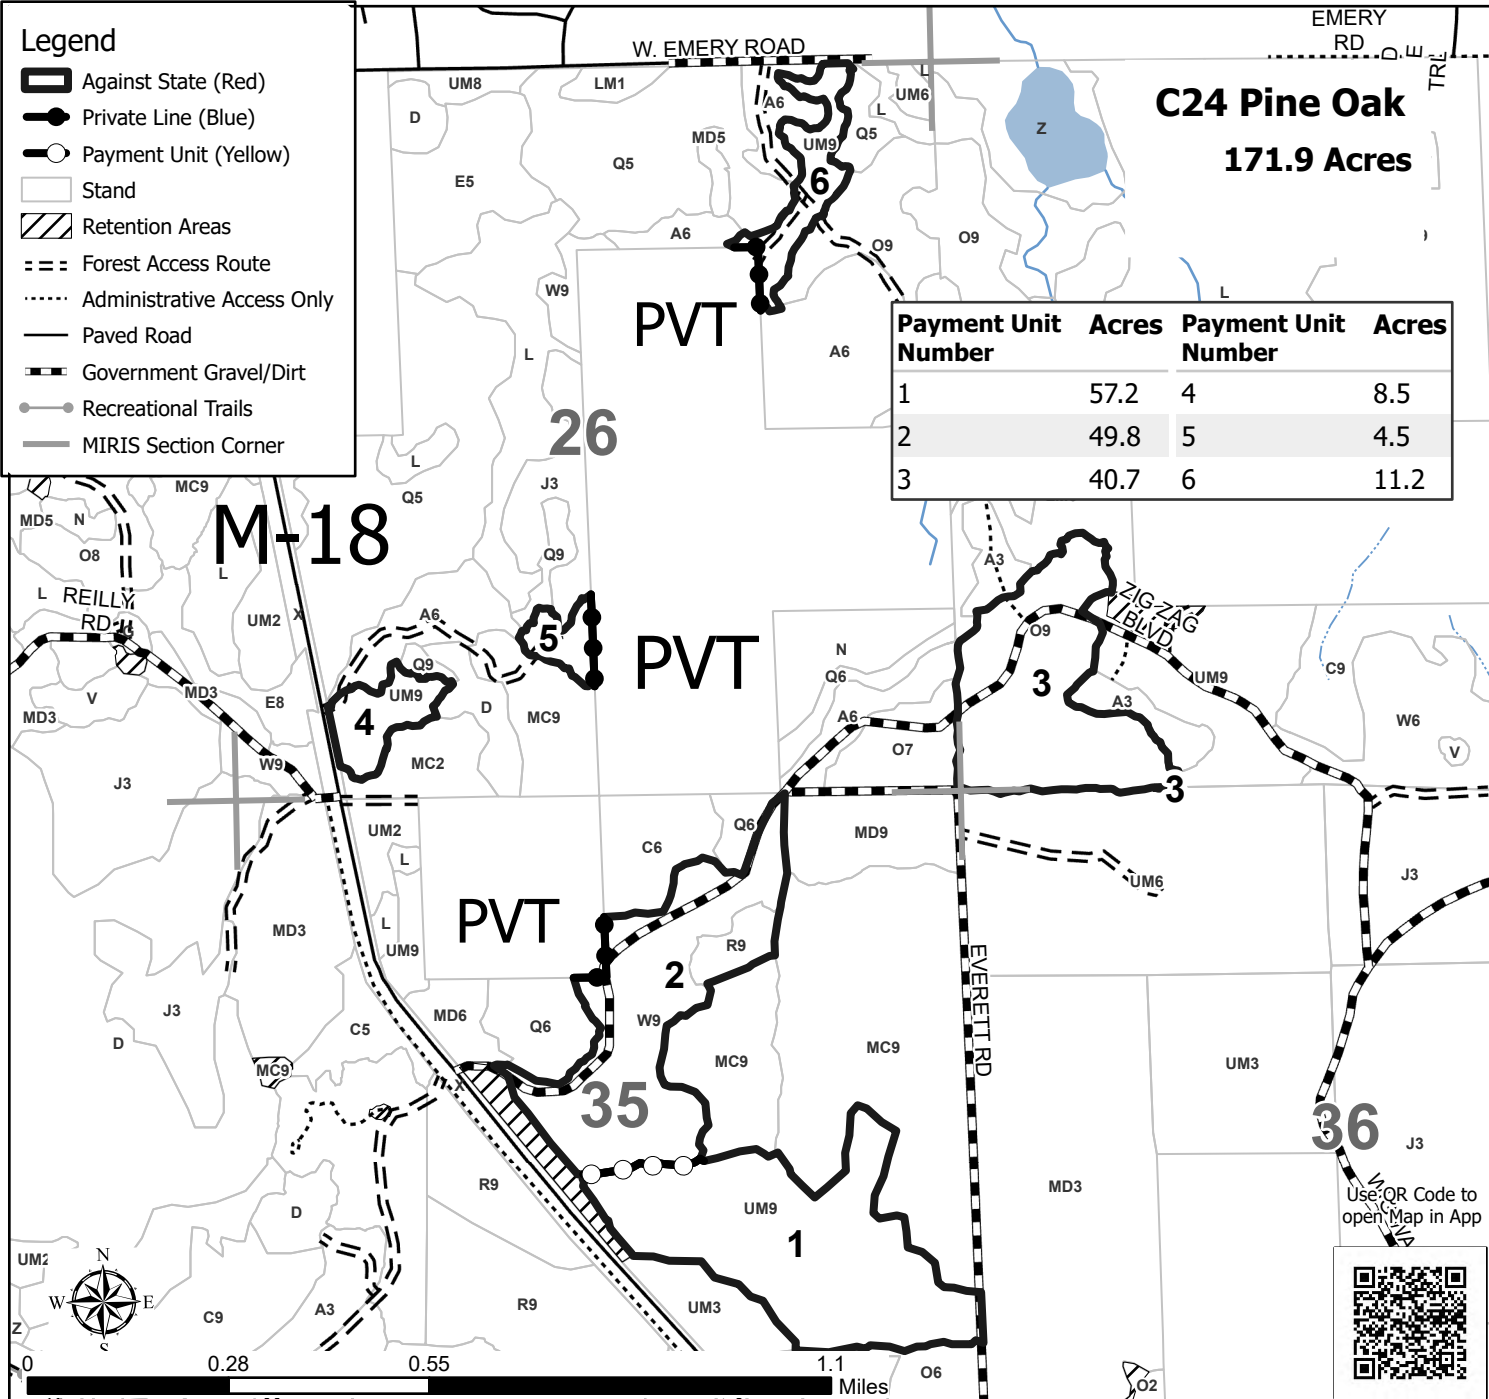 Legend
Against State (Red)
Private Line (Blue)
Payment Unit (Yellow)
Stand
Retention Areas
Forest Access Route
Administrative Access Only
Paved Road
Government Gravel/Dirt
Recreational Trails
MIRIS Section Corner
W. EMERY ROAD
EMERY
RD
D
E
TRL
C24 Pine Oak
171.9 Acres
Payment Unit Number Acres Payment Unit Number Acres
1 57.2 4 8.5
2 49.8 5 4.5
3 40.7 6 11.2
UM8
LM1
D
E5
Q5
MD5
A6
UM9
Q5
L
UM6
L
Z
6
A6
O9
O9
L
W9
L
PVT
A6
26
L
Q5
J3
Q9
MC9
MD5
N
O8
L
L
M-18
REILLY
RD
UM2
X
A6
5
PVT
A3
ZIG ZAG
BLVD
O9
N
Q6
3
UM9
C9
W6
V
A3
A6
O7
Q9
UM9
4
D
MC9
MC2
E8
MD3
V
MD3
W9
J3
3
UM2
L
C6
Q6
MD9
UM6
J3
PVT
L
UM9
MD3
R9
2
EVERETT RD
J3
D
C5
MD6
Q6
W9
MC9
MC9
UM3
MC9
X
35
36
J3
R9
UM9
1
MD3
D
Use QR Code to
open Map in App
UM2
N
W
E
S
C9
A3
R9
UM3
Z
O6
O2
0 0.28 0.55 1.1
Miles